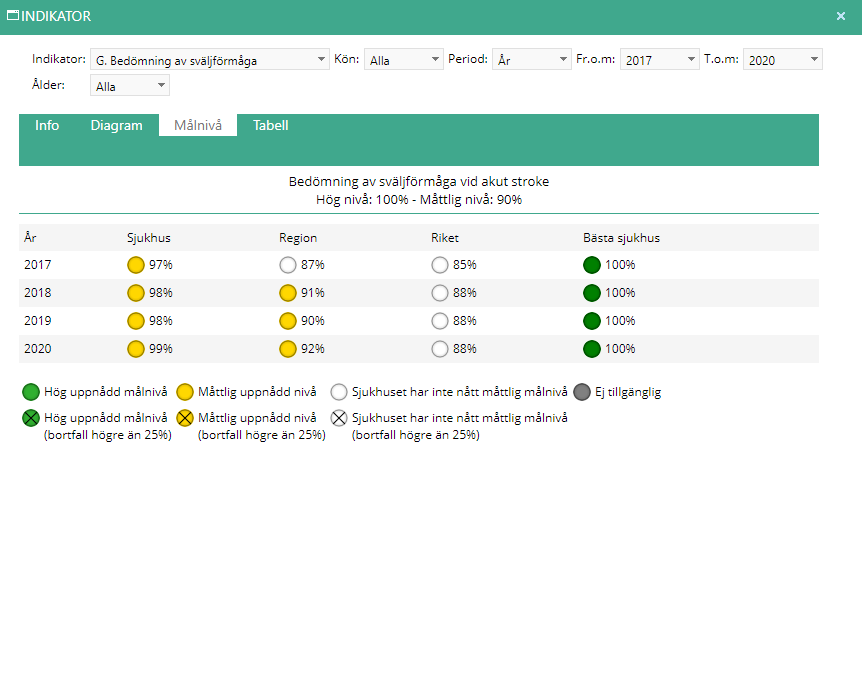 INDIKATOR ×
Indikator: G. Bedömning av sväljförmåga Kön: Alla Period: År Fr.o.m: 2017 T.o.m: 2020
Ålder: Alla
Info Diagram Målnivå Tabell
Bedömning av sväljförmåga vid akut stroke
Hög nivå: 100% - Måttlig nivå: 90%
År Sjukhus Region Riket Bästa sjukhus
2017 97% 87% 85% 100%
2018 98% 91% 88% 100%
2019 98% 90% 88% 100%
2020 99% 92% 88% 100%
Hög uppnådd målnivå Måttlig uppnådd nivå Sjukhuset har inte nått måttlig målnivå Ej tillgänglig
Hög uppnådd målnivå Måttlig uppnådd nivå Sjukhuset har inte nått måttlig målnivå
(bortfall högre än 25%) (bortfall högre än 25%) (bortfall högre än 25%)